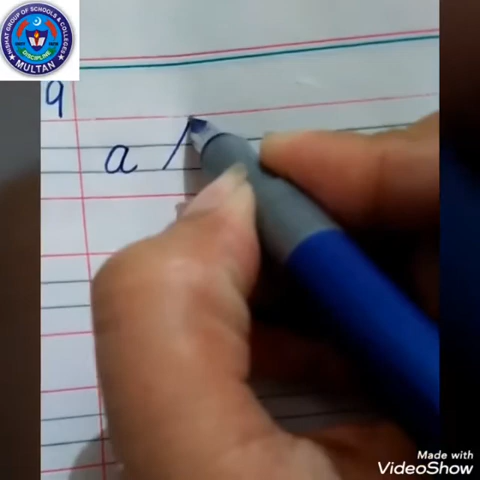 NISHAT GROUP OF SCHOOLS & COLLEGES
DISCIPLINE
MULTAN
9
a
Made with
VideoShow